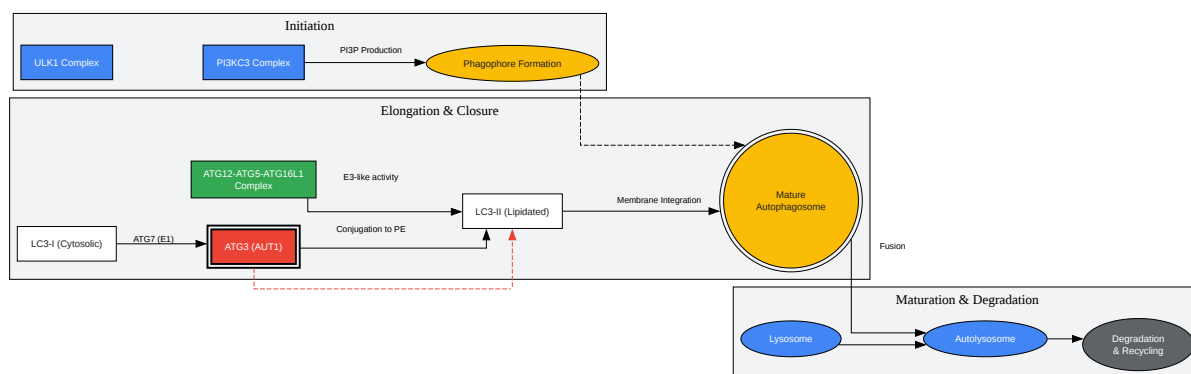 Initiation
ULK1 Complex
PI3KC3 Complex
PI3P Production
Phagophore Formation
Elongation & Closure
ATG12-ATG5-ATG16L1
Complex
E3-like activity
LC3-I (Cytosolic)
ATG7 (E1)
ATG3 (AUT1)
Conjugation to PE
LC3-II (Lipidated)
Membrane Integration
Mature
Autophagosome
Fusion
Maturation & Degradation
Lysosome
Autolysosome
Degradation
& Recycling